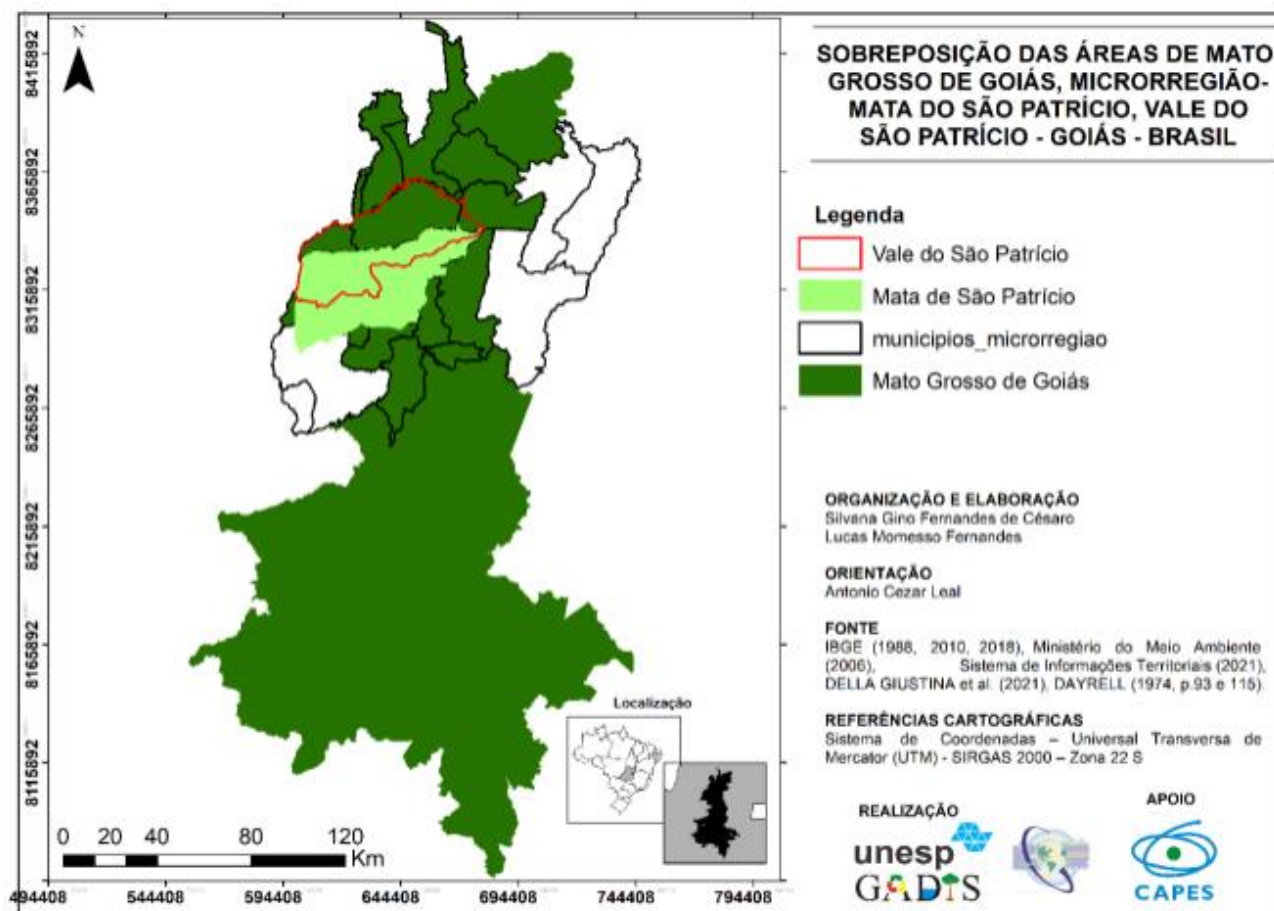 N
8415892
8365892
8315892
8265892
8215892
8165892
8115892
494408
544408
594408
644408
694408
744408
794408
0 20 40 80 120
Km
Localização
SOBREPOSIÇÃO DAS ÁREAS DE MATO
GROSSO DE GOIÁS, MICRORREGIÃO-
MATA DO SÃO PATRÍCIO, VALE DO
SÃO PATRÍCIO - GOIÁS - BRASIL
Legenda
Vale do São Patrício
Mata de São Patrício
municipios_microrregiao
Mato Grosso de Goiás
ORGANIZAÇÃO E ELABORAÇÃO
Silvana Gino Fernandes de Césaro
Lucas Momesso Fernandes
ORIENTAÇÃO
Antonio Cezar Leal
FONTE
IBGE (1988, 2010, 2018), Ministério do Meio Ambiente
(2006), Sistema de Informações Territoriais (2021),
DELLA GIUSTINA et al. (2021), DAYRELL (1974, p.93 e 115).
REFERÊNCIAS CARTOGRÁFICAS
Sistema de Coordenadas – Universal Transversa de
Mercator (UTM) - SIRGAS 2000 – Zona 22 S
REALIZAÇÃO
APOIO
unesp
GADIS
CAPES